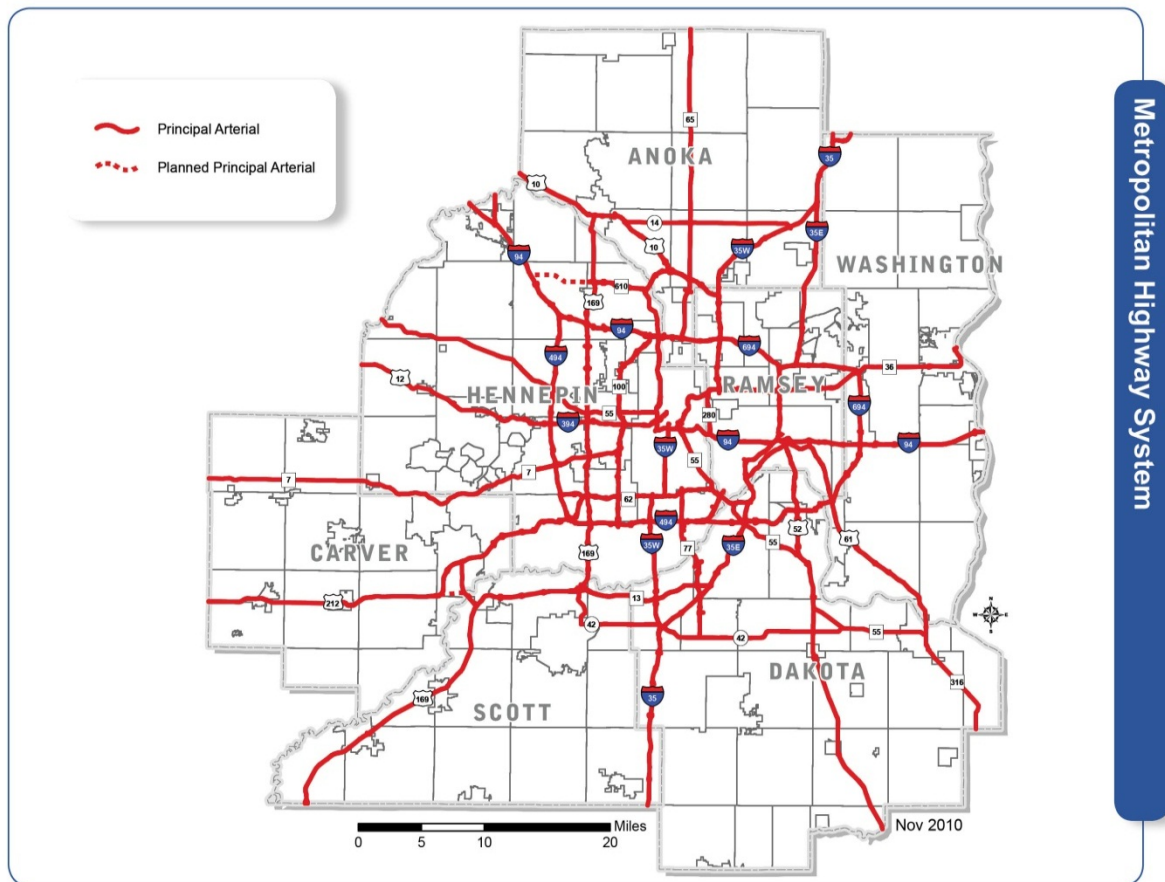 Metropolitan Highway System
Principal Arterial
Planned Principal Arterial
65
35
ANOKA
10
14
35E
10
35W
94
WASHINGTON
610
169
94
694
494
36
12
HENNEPIN
100
RAMSEY
694
55
280
394
35W
94
94
55
7
7
62
494
52
35W
77
35E
55
61
CARVER
169
212
13
42
42
55
DAKOTA
316
169
35
SCOTT
N
W E
S
Miles
Nov 2010
0 5 10 20